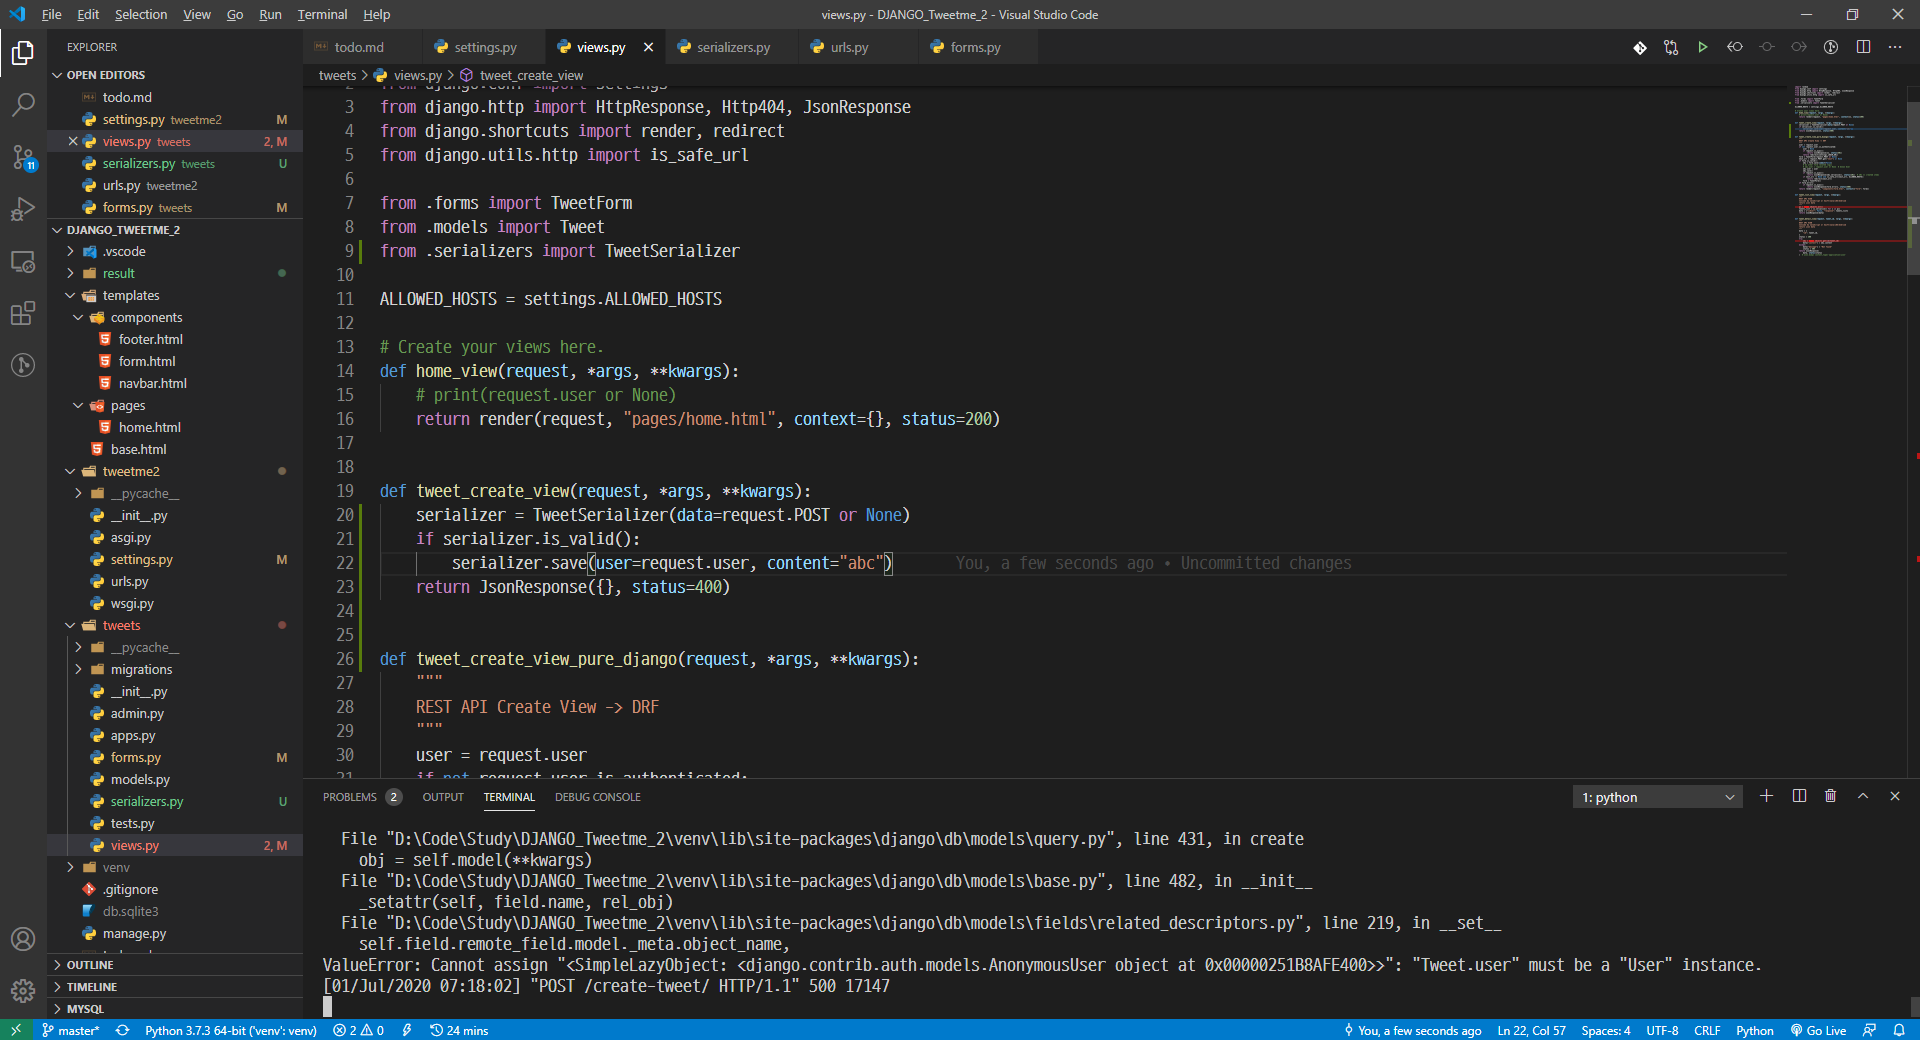 File Edit Selection View Go Run Terminal Help
views.py - DJANGO_Tweetme_2 - Visual Studio Code
EXPLORER
OPEN EDITORS
todo.md
settings.py tweetme2 M
views.py tweets 2, M
serializers.py tweets U
urls.py tweetme2
forms.py tweets M
DJANGO_TWEETME_2
.vscode
result
templates
components
footer.html
form.html
navbar.html
pages
home.html
base.html
tweetme2
__pycache__
__init__.py
asgi.py
settings.py M
urls.py
wsgi.py
tweets
__pycache__
migrations
__init__.py
admin.py
apps.py
forms.py M
models.py
serializers.py U
tests.py
views.py 2, M
venv
.gitignore
db.sqlite3
manage.py
OUTLINE
TIMELINE
MYSQL
11
todo.md settings.py views.py serializers.py urls.py forms.py
tweets > views.py > tweet_create_view
2 from django.conf import settings
3 from django.http import HttpResponse, Http404, JsonResponse
4 from django.shortcuts import render, redirect
5 from django.utils.http import is_safe_url
6
7 from .forms import TweetForm
8 from .models import Tweet
9 from .serializers import TweetSerializer
10
11 ALLOWED_HOSTS = settings.ALLOWED_HOSTS
12
13 # Create your views here.
14 def home_view(request, *args, **kwargs):
15 # print(request.user or None)
16 return render(request, "pages/home.html", context={}, status=200)
17
18
19 def tweet_create_view(request, *args, **kwargs):
20 serializer = TweetSerializer(data=request.POST or None)
21 if serializer.is_valid():
22 serializer.save(user=request.user, content="abc") You, a few seconds ago • Uncommitted changes
23 return JsonResponse({}, status=400)
24
25
26 def tweet_create_view_pure_django(request, *args, **kwargs):
27 """
28 REST API Create View -> DRF
29 """
30 user = request.user
31 if not request.user.is_authenticated:
PROBLEMS 2 OUTPUT TERMINAL DEBUG CONSOLE 1: python
File "D:\Code\Study\DJANGO_Tweetme_2\venv\lib\site-packages\django\db\models\query.py", line 431, in create
obj = self.model(**kwargs)
File "D:\Code\Study\DJANGO_Tweetme_2\venv\lib\site-packages\django\db\models\base.py", line 482, in __init__
_setattr(self, field.name, rel_obj)
File "D:\Code\Study\DJANGO_Tweetme_2\venv\lib\site-packages\django\db\models\fields\related_descriptors.py", line 219, in __set__
self.field.remote_field.model._meta.object_name,
ValueError: Cannot assign "<SimpleLazyObject: <django.contrib.auth.models.AnonymousUser object at 0x00000251B8AFE400>>": "Tweet.user" must be a "User" instance.
[01/Jul/2020 07:18:02] "POST /create-tweet/ HTTP/1.1" 500 17147
master* Python 3.7.3 64-bit ('venv': venv) 2 0 24 mins You, a few seconds ago Ln 22, Col 57 Spaces: 4 UTF-8 CRLF Python Go Live